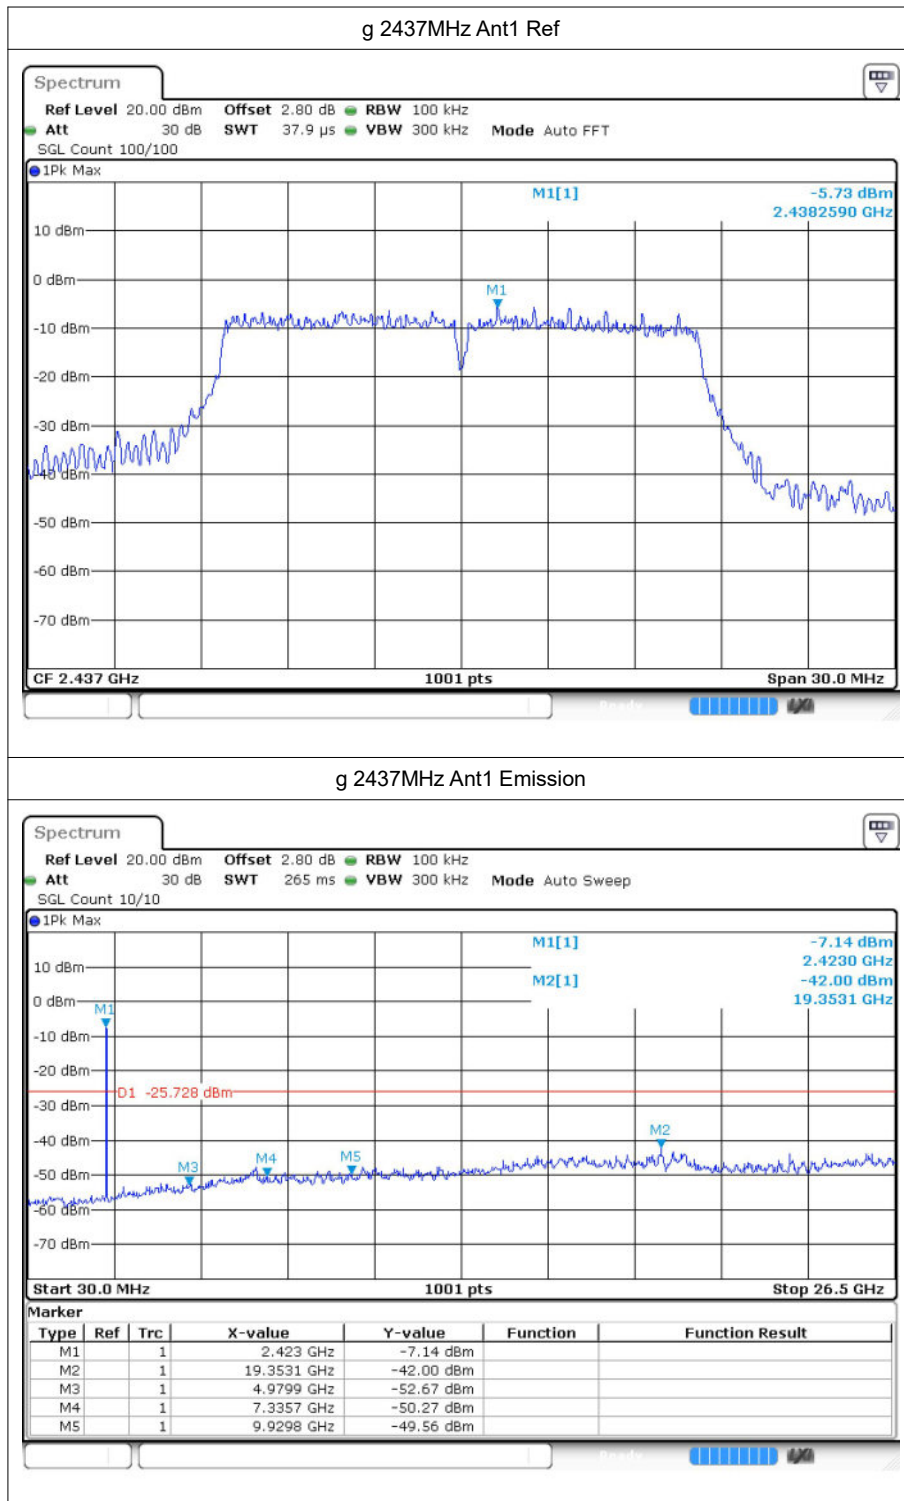 g 2437MHz Ant1 Ref
Spectrum
Ref Level 20.00 dBm Offset 2.80 dB RBW 100 kHz
Att 30 dB SWT 37.9 µs VBW 300 kHz Mode Auto FFT
SGL Count 100/100
1Pk Max
M1[1] -5.73 dBm
2.4382590 GHz
10 dBm
0 dBm
M1
-10 dBm
-20 dBm
-30 dBm
-40 dBm
-50 dBm
-60 dBm
-70 dBm
CF 2.437 GHz 1001 pts Span 30.0 MHz
Ready
g 2437MHz Ant1 Emission
Spectrum
Ref Level 20.00 dBm Offset 2.80 dB RBW 100 kHz
Att 30 dB SWT 265 ms VBW 300 kHz Mode Auto Sweep
SGL Count 10/10
1Pk Max
M1[1] -7.14 dBm
2.4230 GHz
10 dBm
M2[1] -42.00 dBm
19.3531 GHz
0 dBm
M1
-10 dBm
-20 dBm
D1 -25.728 dBm
-30 dBm
-40 dBm
M2
M3 M4 M5
-50 dBm
-60 dBm
-70 dBm
Start 30.0 MHz 1001 pts Stop 26.5 GHz
Marker
Type Ref Trc X-value Y-value Function Function Result
M1 1 2.423 GHz -7.14 dBm
M2 1 19.3531 GHz -42.00 dBm
M3 1 4.9799 GHz -52.67 dBm
M4 1 7.3357 GHz -50.27 dBm
M5 1 9.9298 GHz -49.56 dBm
Ready